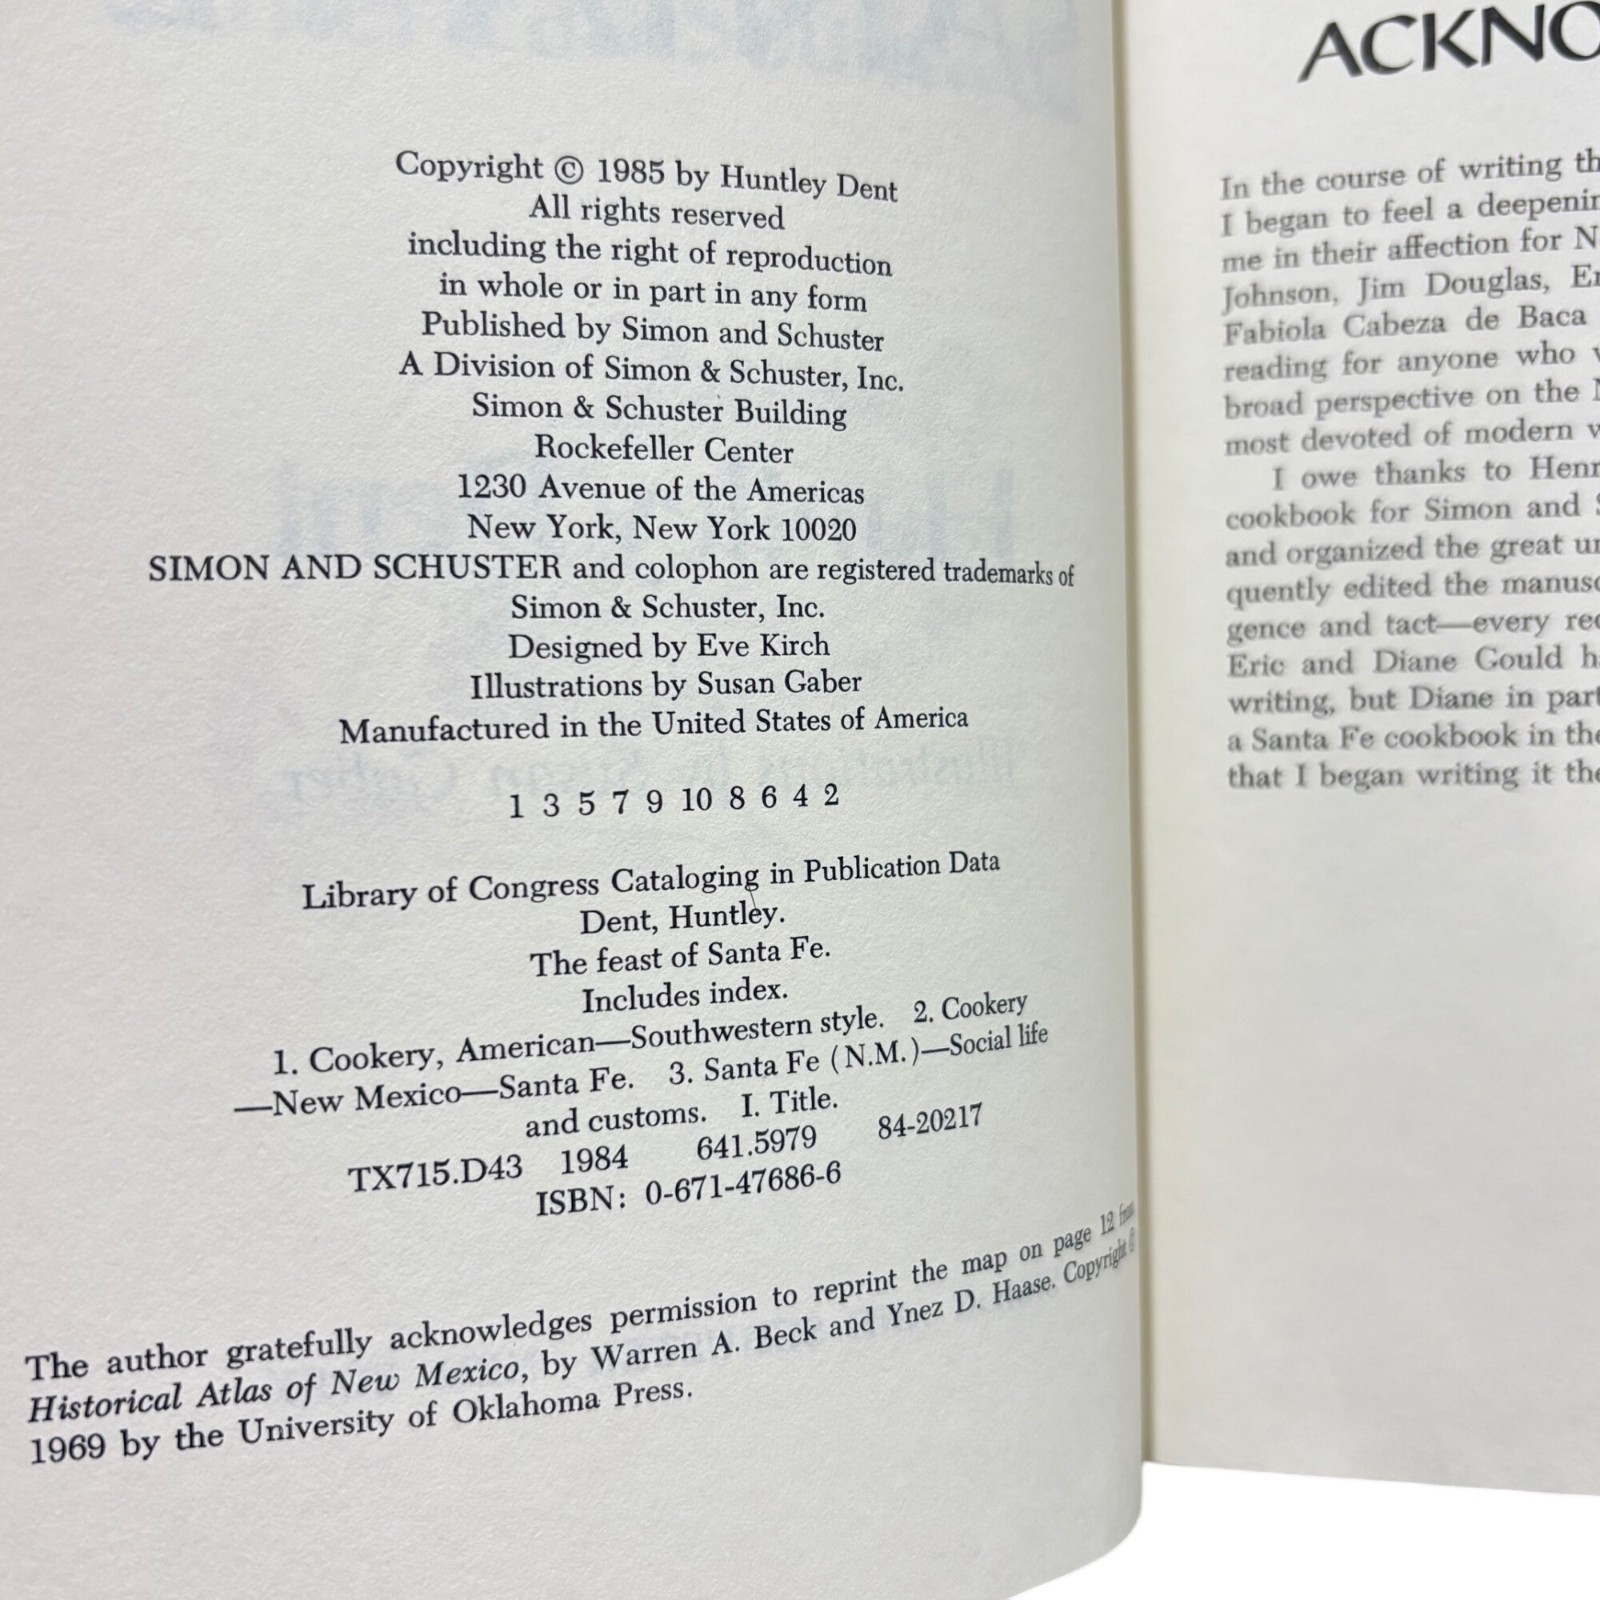 Copyright © 1985 by Huntley Dent
All rights reserved
including the right of reproduction
in whole or in part in any form
Published by Simon and Schuster
A Division of Simon & Schuster, Inc.
Simon & Schuster Building
Rockefeller Center
1230 Avenue of the Americas
New York, New York 10020
SIMON AND SCHUSTER and colophon are registered trademarks of
Simon & Schuster, Inc.
Designed by Eve Kirch
Illustrations by Susan Gaber
Manufactured in the United States of America
1 3 5 7 9 10 8 6 4 2
Library of Congress Cataloging in Publication Data
Dent, Huntley.
The feast of Santa Fe.
Includes index.
1. Cookery, American—Southwestern style. 2. Cookery
—New Mexico—Santa Fe. 3. Santa Fe (N.M.)—Social life
and customs. I. Title.
TX715.D43 1984 641.5979 84-20217
ISBN: 0-671-47686-6
The author gratefully acknowledges permission to reprint the map on page 12 from
Historical Atlas of New Mexico, by Warren A. Beck and Ynez D. Haase. Copyright ©
1969 by the University of Oklahoma Press.
ACKNO
In the course of writing th
I began to feel a deepenin
me in their affection for N
Johnson, Jim Douglas, Er
Fabiola Cabeza de Baca
reading for anyone who
broad perspective on the
most devoted of modern
I owe thanks to Henr
cookbook for Simon and
and organized the great un
quently edited the manusc
gence and tact—every rec
Eric and Diane Gould h
writing, but Diane in part
a Santa Fe cookbook in the
that I began writing it the